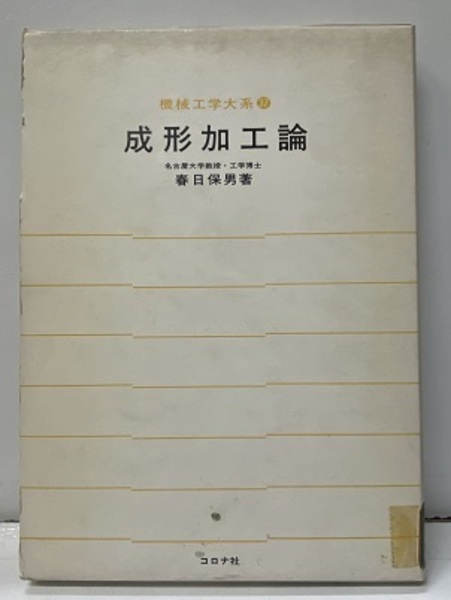 機械工学大系
成形加工論
名古屋大学教授・工学博士
春日保男著
コロナ社